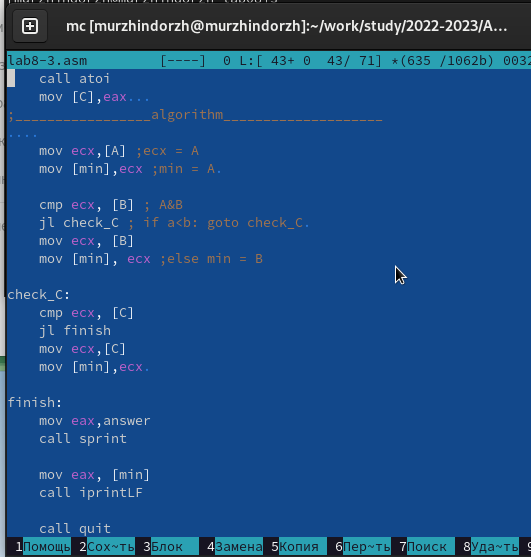 mc [murzhindorzh@murzhindorzh]:~/work/study/2022-2023/A...
lab8-3.asm [----] 0 L:[ 43+ 0 43/ 71] *(635 /1062b) 0032
call atoi
mov [C],eax...
;_________________algorithm____________________
....
mov ecx,[A] ;ecx = A
mov [min],ecx ;min = A.
cmp ecx, [B] ; A&B
jl check_C ; if a<b: goto check_C.
mov ecx, [B]
mov [min], ecx ;else min = B
check_C:
cmp ecx, [C]
jl finish
mov ecx,[C]
mov [min],ecx.
finish:
mov eax,answer
call sprint
mov eax, [min]
call iprintLF
call quit
1Помощь 2Сох~ть 3Блок 4Замена 5Копия 6Пер~ть 7Поиск 8Уда~ть 9